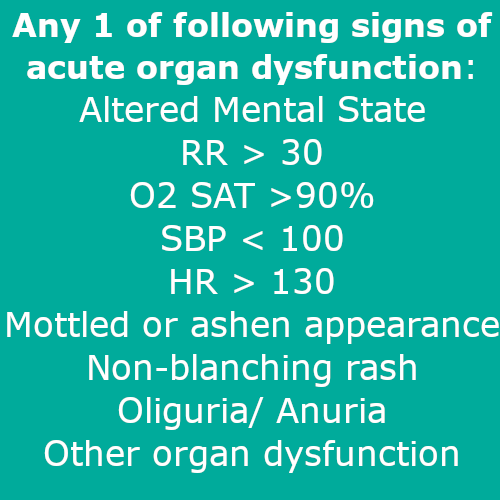 Any 1 of following signs of
acute organ dysfunction:
Altered Mental State
RR > 30
O2 SAT >90%
SBP < 100
HR > 130
Mottled or ashen appearance
Non-blanching rash
Oliguria/ Anuria
Other organ dysfunction